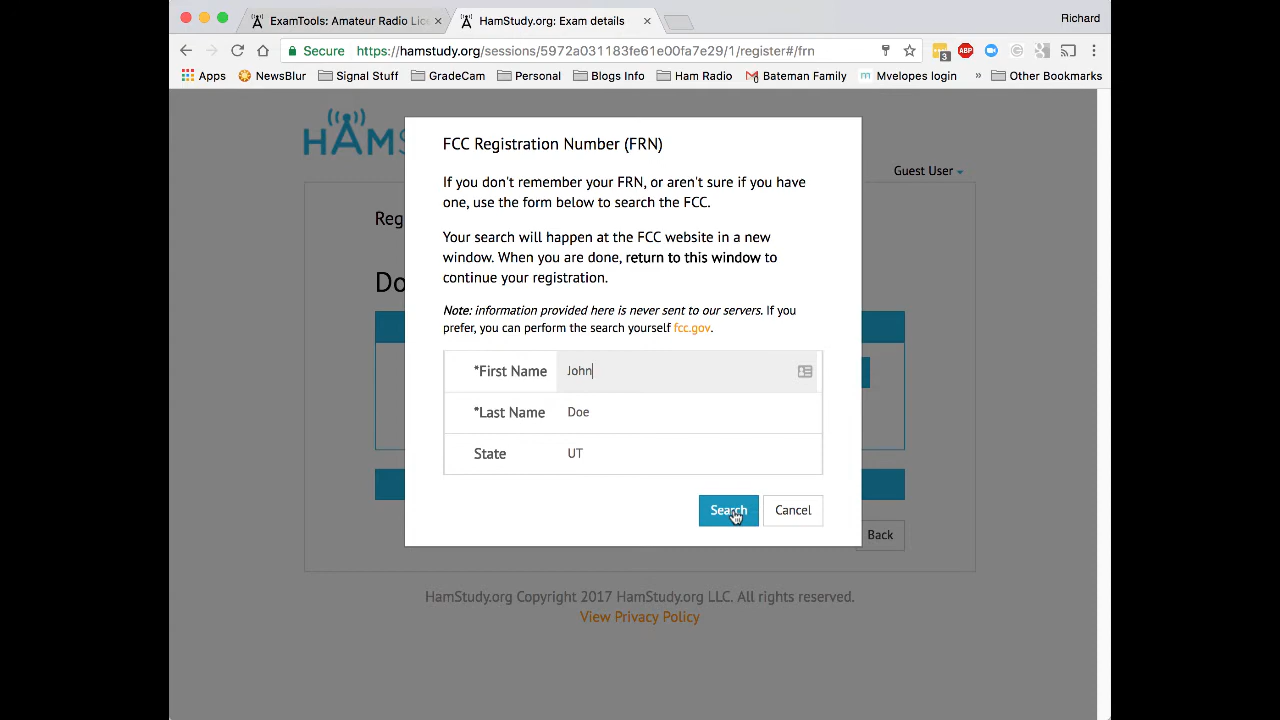 ExamTools: Amateur Radio Lice
HamStudy.org: Exam details
Richard
Secure
https://hamstudy.org/sessions/5972a031183fe61e00fa7e29/1/register#/frn
3
ABP
Apps
NewsBlur
Signal Stuff
GradeCam
Personal
Blogs Info
Ham Radio
Bateman Family
m
Mvelopes login
»
Other Bookmarks
HAMS
Guest User
Reg
Do
FCC Registration Number (FRN)
If you don't remember your FRN, or aren't sure if you have
one, use the form below to search the FCC.
Your search will happen at the FCC website in a new
window. When you are done, return to this window to
continue your registration.
Note: information provided here is never sent to our servers. If you
prefer, you can perform the search yourself fcc.gov.
*First Name John
*Last Name Doe
State UT
Search
Cancel
Back
HamStudy.org Copyright 2017 HamStudy.org LLC. All rights reserved.
View Privacy Policy